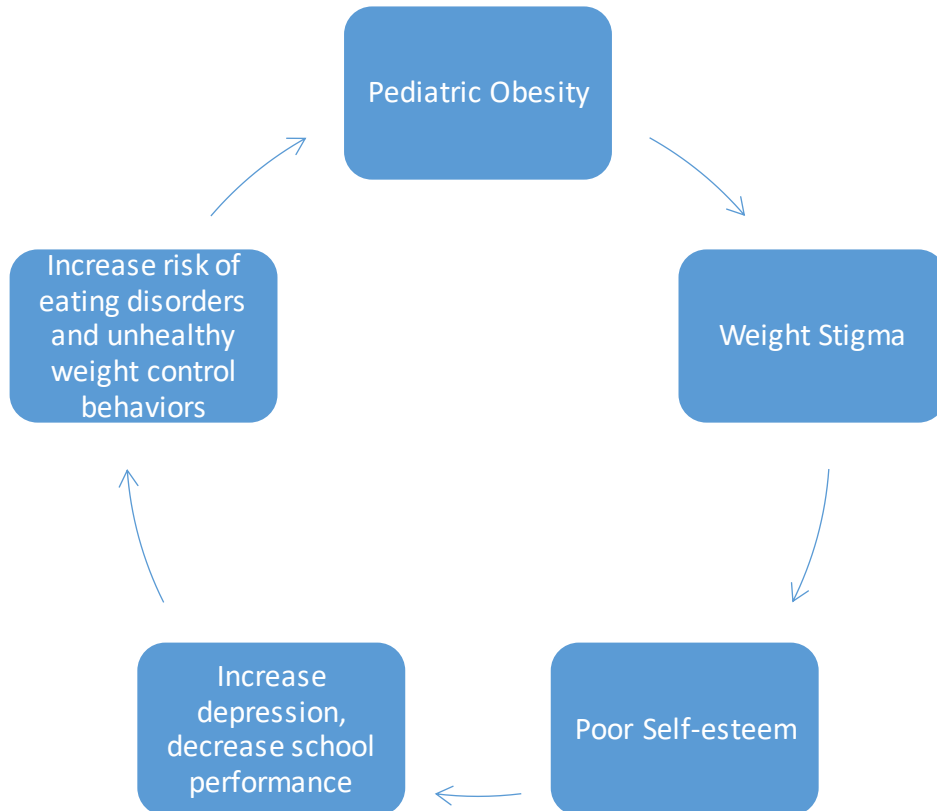 Pediatric Obesity
Weight Stigma
Poor Self-esteem
Increase
depression,
decrease school
performance
Increase risk of
eating disorders
and unhealthy
weight control
behaviors